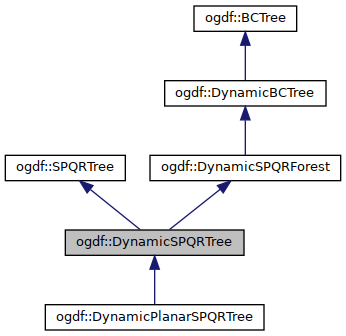 ogdf::BCTree
ogdf::DynamicBCTree
ogdf::SPQRTree
ogdf::DynamicSPQRForest
ogdf::DynamicSPQRTree
ogdf::DynamicPlanarSPQRTree